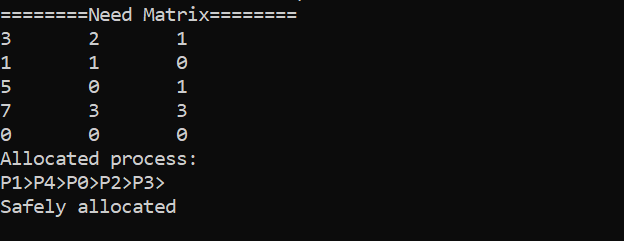 ========Need Matrix========
3 2 1
1 1 0
5 0 1
7 3 3
0 0 0
Allocated process:
P1>P4>P0>P2>P3>
Safely allocated